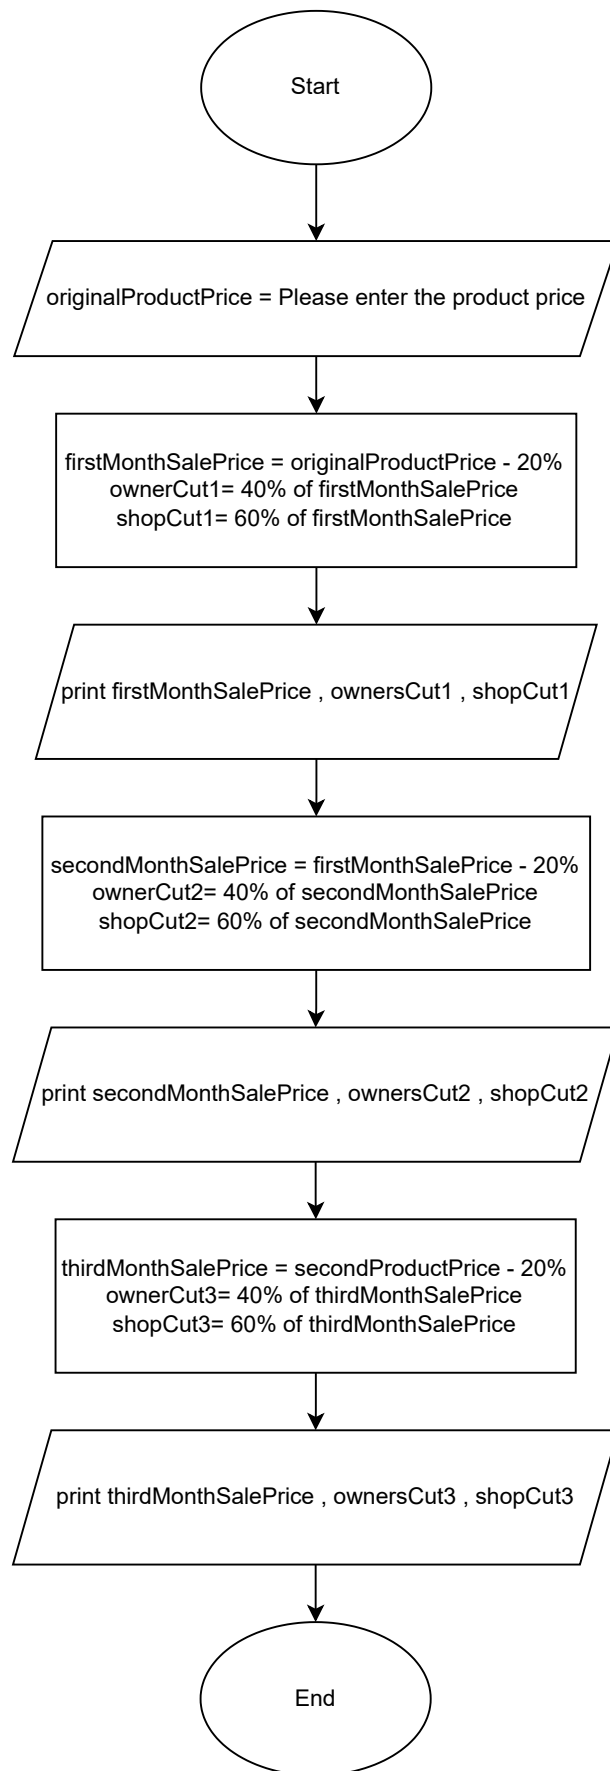 Start
originalProductPrice = Please enter the product price
firstMonthSalePrice = originalProductPrice - 20%
ownerCut1= 40% of firstMonthSalePrice
shopCut1= 60% of firstMonthSalePrice
print firstMonthSalePrice , ownersCut1 , shopCut1
secondMonthSalePrice = firstMonthSalePrice - 20%
ownerCut2= 40% of secondMonthSalePrice
shopCut2= 60% of secondMonthSalePrice
print secondMonthSalePrice , ownersCut2 , shopCut2
thirdMonthSalePrice = secondProductPrice - 20%
ownerCut3= 40% of thirdMonthSalePrice
shopCut3= 60% of thirdMonthSalePrice
print thirdMonthSalePrice , ownersCut3 , shopCut3
End